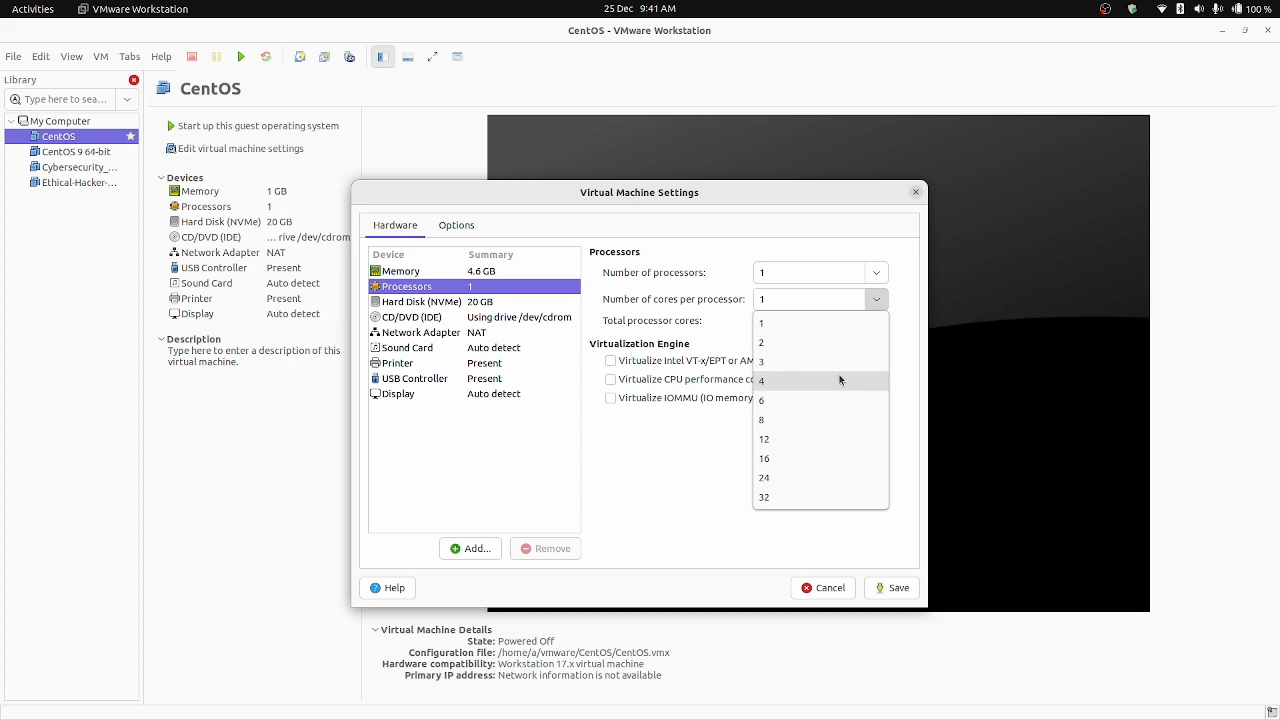 Activities VMware Workstation 25 Dec 9:41 AM 100 %
CentOS - VMware Workstation
File Edit View VM Tabs Help
Library
Type here to sea...
My Computer
CentOS
CentOS 9 64-bit
Cybersecurity_...
Ethical-Hacker-...
CentOS
Start up this guest operating system
Edit virtual machine settings
Devices
Memory 1 GB
Processors 1
Hard Disk (NVMe) 20 GB
CD/DVD (IDE) ... rive /dev/cdrom
Network Adapter NAT
USB Controller Present
Sound Card Auto detect
Printer Present
Display Auto detect
Description
Type here to enter a description of this
virtual machine.
Virtual Machine Settings
Hardware Options
Device Summary
Memory 4.6 GB
Processors 1
Hard Disk (NVMe) 20 GB
CD/DVD (IDE) Using drive /dev/cdrom
Network Adapter NAT
Sound Card Auto detect
Printer Present
USB Controller Present
Display Auto detect
Add... Remove
Processors
Number of processors: 1
Number of cores per processor: 1
Total processor cores:
Virtualization Engine
Virtualize Intel VT-x/EPT or AM
Virtualize CPU performance co
Virtualize IOMMU (IO memory
1
2
3
4
6
8
12
16
24
32
Help Cancel Save
Virtual Machine Details
State: Powered Off
Configuration file: /home/a/vmware/CentOS/CentOS.vmx
Hardware compatibility: Workstation 17.x virtual machine
Primary IP address: Network information is not available